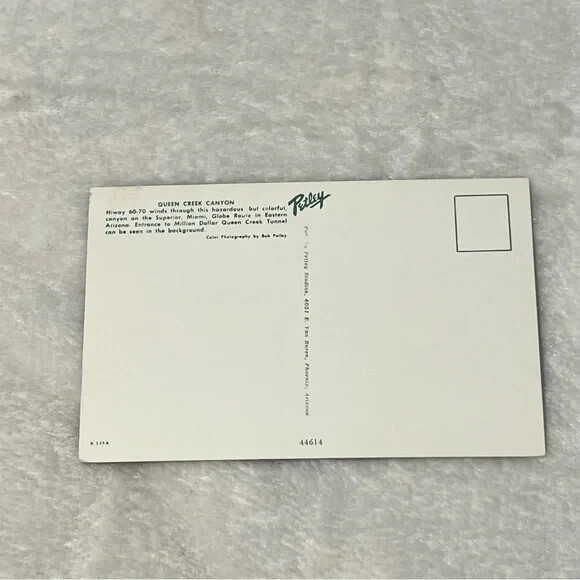 QUEEN CREEK CANYON
Hiway 60-70 winds through this hazardous but colorful,
canyon on the Superior, Miami, Globe Route in Eastern
Arizona. Entrance to Million Dollar Queen Creek Tunnel
can be seen in the background.
Color Photography by Bob Petley
Petley
Petley Studios, 4051 E. Van Buren, Phoenix, Arizona
44614